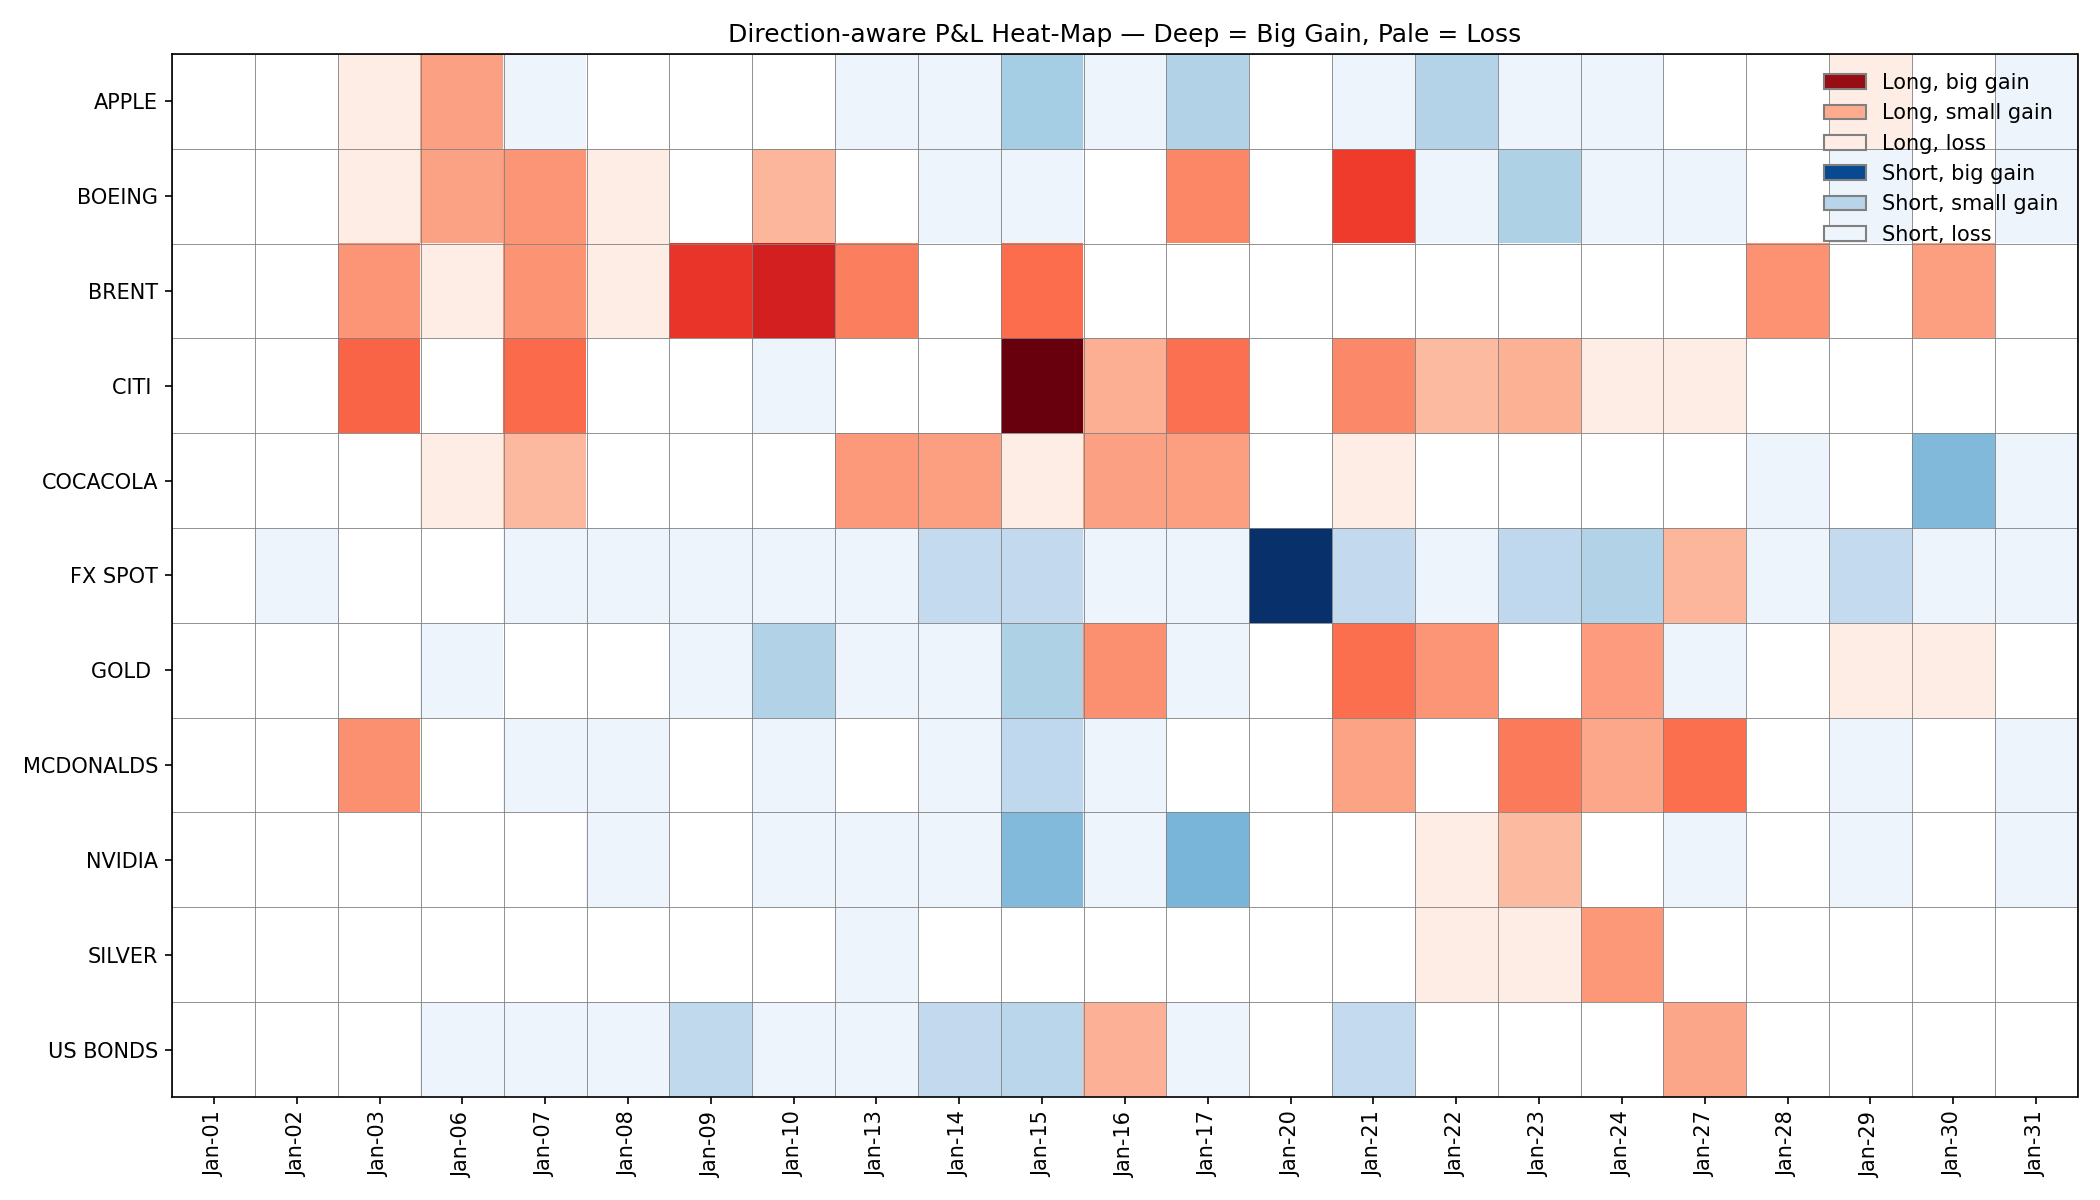 Direction-aware P&L Heat-Map — Deep = Big Gain, Pale = Loss
Long, big gain
Long, small gain
Long, loss
Short, big gain
Short, small gain
Short, loss
APPLE
BOEING
BRENT
CITI
COCACOLA
FX SPOT
GOLD
MCDONALDS
NVIDIA
SILVER
US BONDS
Jan-01
Jan-02
Jan-03
Jan-06
Jan-07
Jan-08
Jan-09
Jan-10
Jan-13
Jan-14
Jan-15
Jan-16
Jan-17
Jan-20
Jan-21
Jan-22
Jan-23
Jan-24
Jan-27
Jan-28
Jan-29
Jan-30
Jan-31